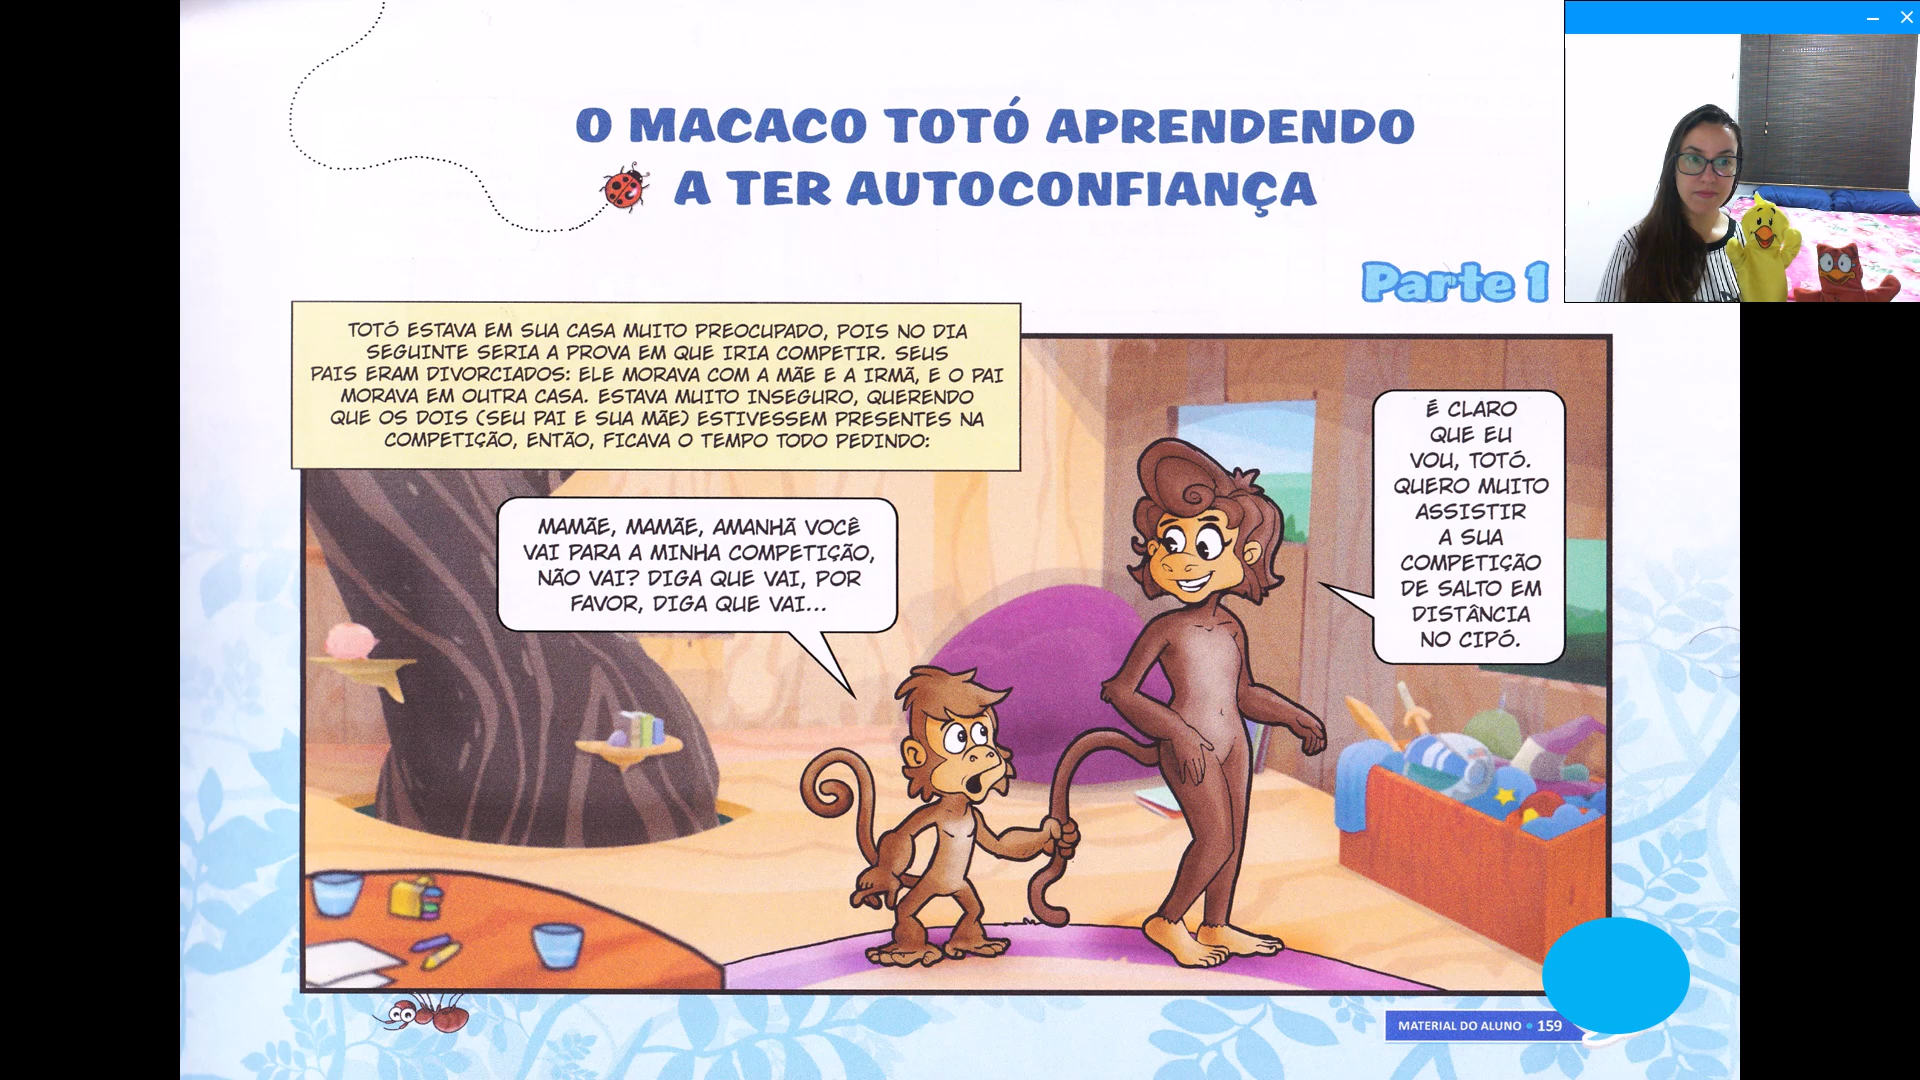 O MACACO TOTÓ APRENDENDO
A TER AUTOCONFIANÇA
Parte 1
TOTÓ ESTAVA EM SUA CASA MUITO PREOCUPADO, POIS NO DIA
SEGUINTE SERIA A PROVA EM QUE IRIA COMPETIR. SEUS
PAIS ERAM DIVORCIADOS: ELE MORAVA COM A MÃE E A IRMÃ, E O PAI
MORAVA EM OUTRA CASA. ESTAVA MUITO INSEGURO, QUERENDO
QUE OS DOIS (SEU PAI E SUA MÃE) ESTIVESSEM PRESENTES NA
COMPETIÇÃO, ENTÃO, FICAVA O TEMPO TODO PEDINDO:
MAMÃE, MAMÃE, AMANHÃ VOCÊ
VAI PARA A MINHA COMPETIÇÃO,
NÃO VAI? DIGA QUE VAI, POR
FAVOR, DIGA QUE VAI...
É CLARO
QUE EU
VOU, TOTÓ.
QUERO MUITO
ASSISTIR
A SUA
COMPETIÇÃO
DE SALTO EM
DISTÂNCIA
NO CIPÓ.
MATERIAL DO ALUNO • 159